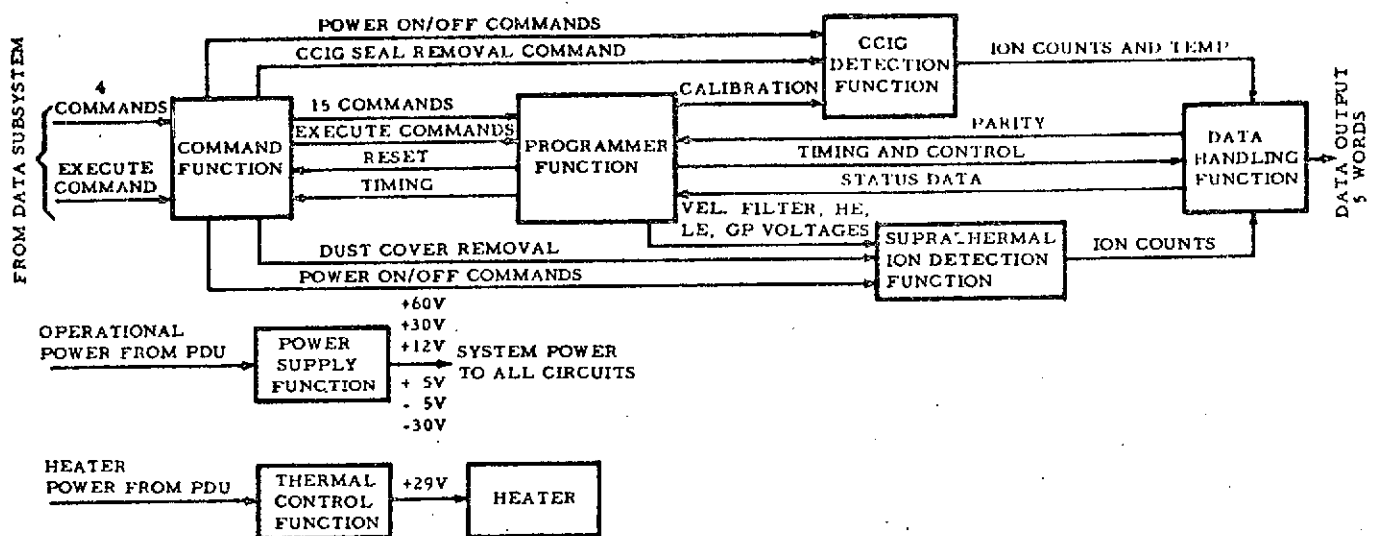 POWER ON/OFF COMMANDS
CCIG SEAL REMOVAL COMMAND
CCIG
DETECTION
FUNCTION
ION COUNTS AND TEMP
FROM DATA SUBSYSTEM
4
COMMANDS
EXECUTE
COMMAND
COMMAND
FUNCTION
15 COMMANDS
EXECUTE COMMANDS
RESET
TIMING
PROGRAMMER
FUNCTION
CALIBRATION
PARITY
TIMING AND CONTROL
STATUS DATA
DATA
HANDLING
FUNCTION
DATA OUTPUT
5 WORDS
VEL. FILTER, HE,
LE, GP VOLTAGES
DUST COVER REMOVAL
POWER ON/OFF COMMANDS
SUPRATHERMAL
ION DETECTION
FUNCTION
ION COUNTS
OPERATIONAL
POWER FROM PDU
POWER
SUPPLY
FUNCTION
+60V
+30V
+12V
+ 5V
- 5V
-30V
SYSTEM POWER
TO ALL CIRCUITS
HEATER
POWER FROM PDU
THERMAL
CONTROL
FUNCTION
+29V
HEATER